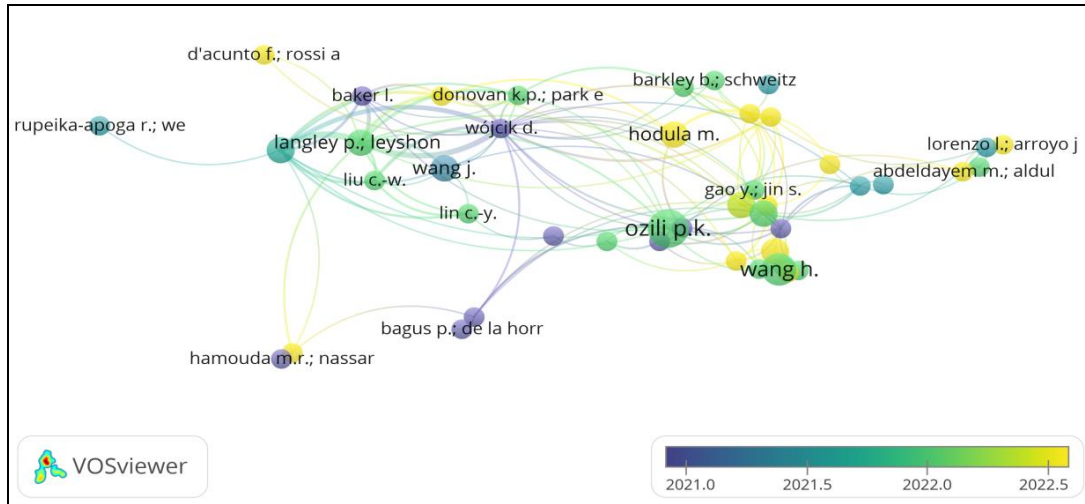 d'acunto f.; rossi a
barkley b.; schweitz
baker l.
donovan k.p.; park e
rupeika-apoga r.; we
wójcik d.
hodula m.
langley p.; leyshon
lorenzo l.; arroyo j
wang j.
abdeldayem m.; aldul
liu c.-w.
gao y.; jin s.
lin c.-y.
ozili p.k.
wang h.
bagus p.; de la horr
hamouda m.r.; nassar
VOSviewer
2021.0 2021.5 2022.0 2022.5